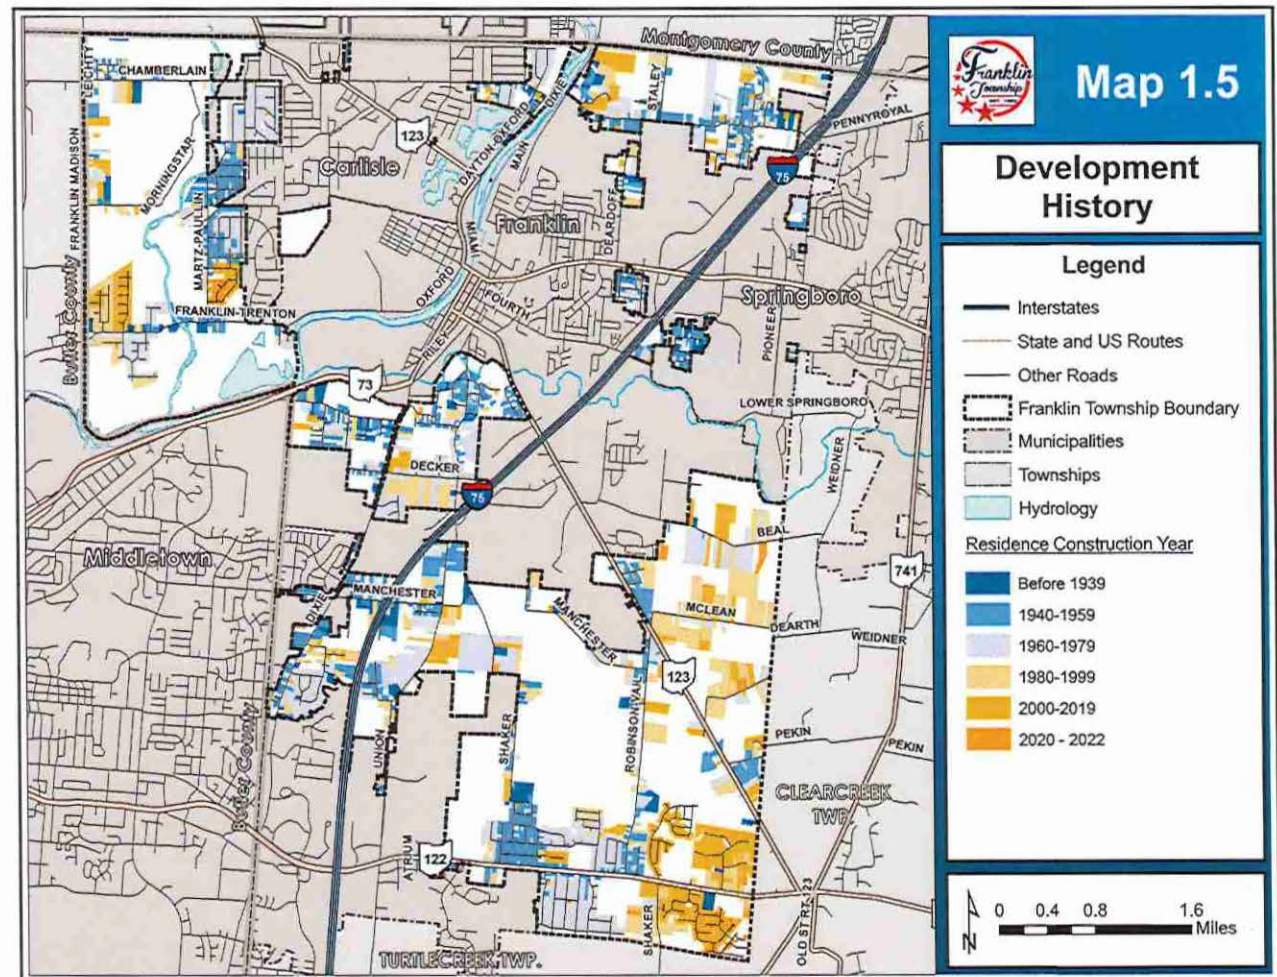 Montgomery County
LECHTY
CHAMBERLAIN
STALEY
DIXIE
DAYTON-OXFORD
MAIN
PENNYROYAL
123
Carlisle
75
FRANKLIN MADISON
MORNINGSTAR
MARTZ-PAULLIN
DEARDOFF
Franklin
MIAMI
OXFORD
FOURTH
RILEY
Springboro
PIONEER
Butler County
FRANKLIN-TRENTON
73
LOWER SPRINGBORO
WEIDNER
DECKER
75
BEAL
Middletown
741
DIXIE
MANCHESTER
MANCHESTER
MCLEAN
DEARTH
WEIDNER
123
ROBINSON VAIL
SHAKER
UNION
PEKIN
PEKIN
Butler County
CLEARCREEK
TWP.
ATRIUM
122
SHAKER
OLD ST RT 123
TURTLECREEK TWP.
Franklin
Township
Map 1.5
Development
History
Legend
Interstates
State and US Routes
Other Roads
Franklin Township Boundary
Municipalities
Townships
Hydrology
Residence Construction Year
Before 1939
1940-1959
1960-1979
1980-1999
2000-2019
2020 - 2022
N
0 0.4 0.8 1.6
Miles